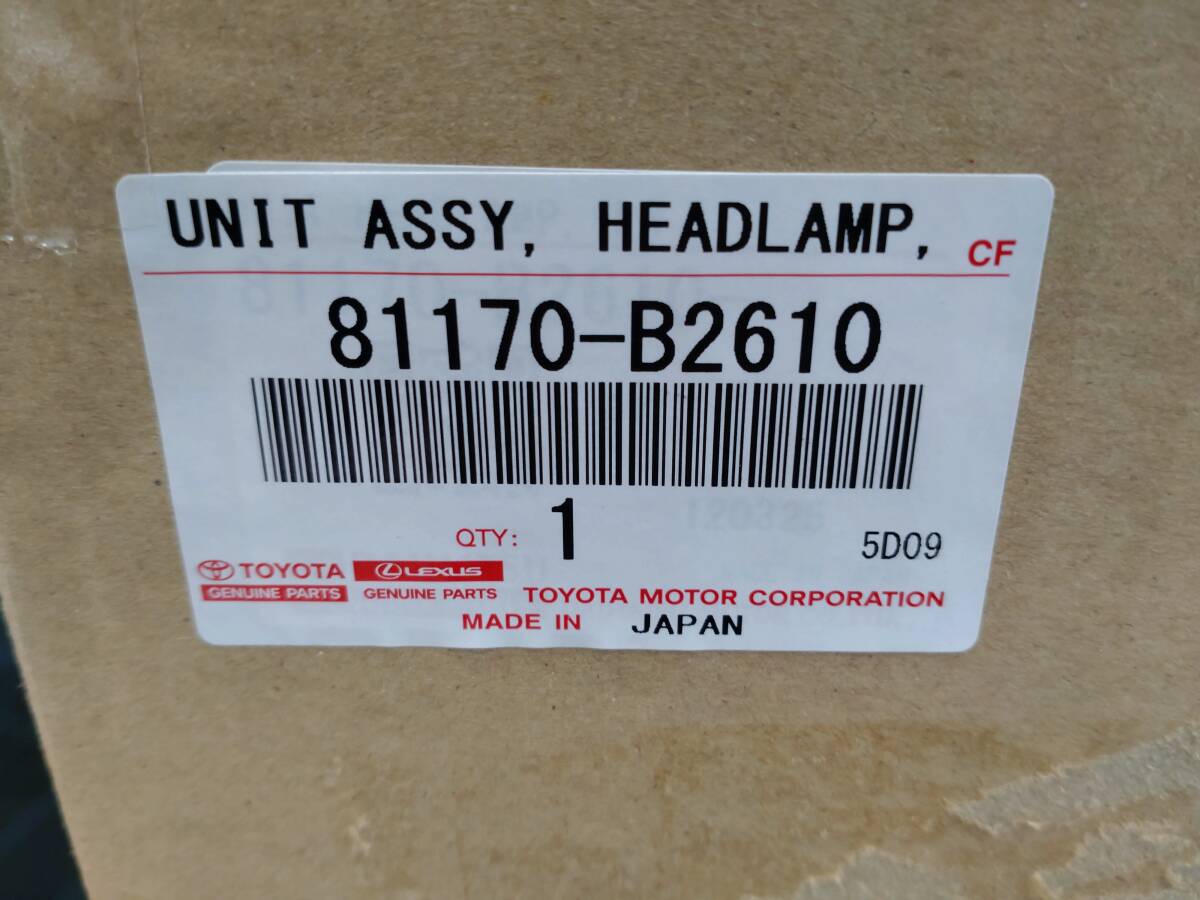 UNIT ASSY, HEADLAMP, CF
81170-B2610
QTY: 1
5D09
TOYOTA LEXUS
GENUINE PARTS GENUINE PARTS TOYOTA MOTOR CORPORATION
MADE IN JAPAN